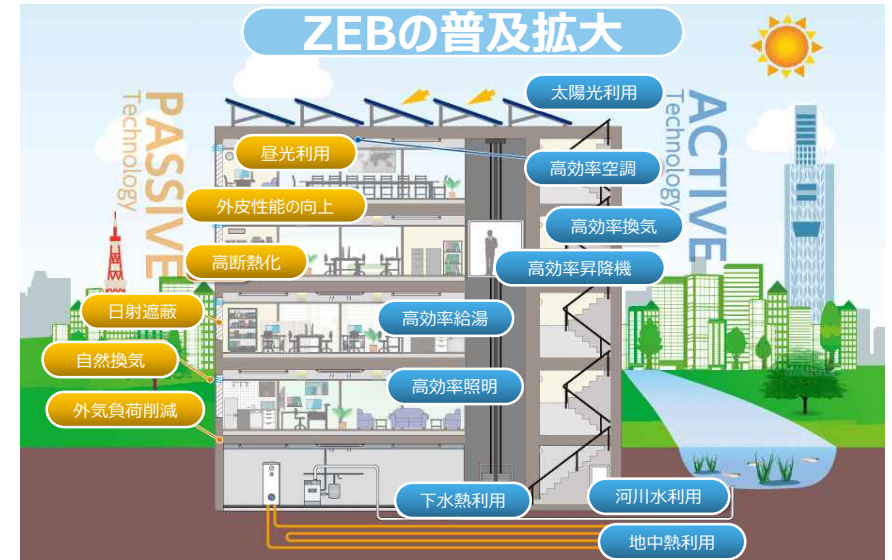 ZEBの普及拡大
PASSIVE
Technology
ACTIVE
Technology
太陽光利用
昼光利用
高効率空調
外皮性能の向上
高効率換気
高断熱化
高効率昇降機
日射遮蔽
高効率給湯
自然換気
高効率照明
外気負荷削減
下水熱利用
河川水利用
地中熱利用